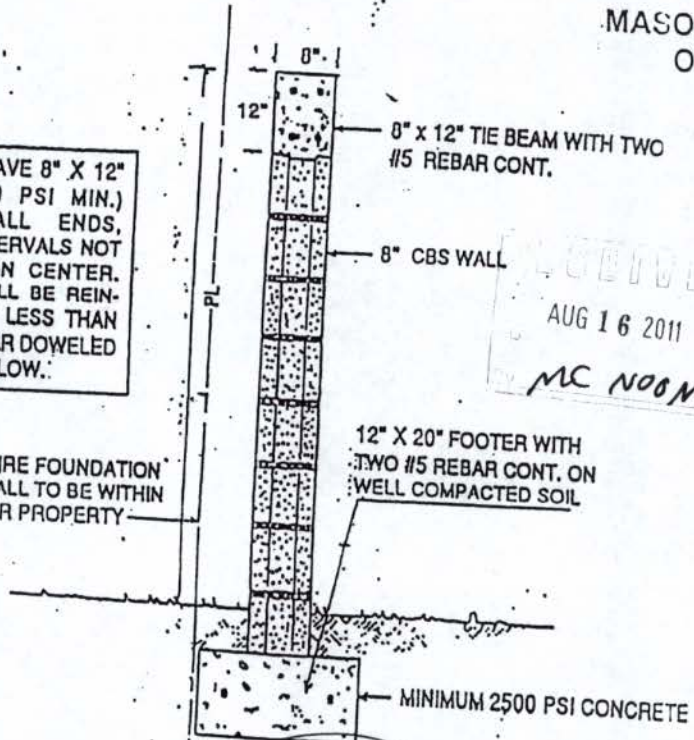 MASO
O
8"
12"
8" x 12" TIE BEAM WITH TWO
#5 REBAR CONT.
AVE 8" X 12"
PSI MIN.)
ALL ENDS,
ERVALS NOT
N CENTER.
LL BE REIN-
LESS THAN
R DOWELED
LOW.
PL
8" CBS WALL
AUG 16 2011
MC
12" X 20" FOOTER WITH
TWO #5 REBAR CONT. ON
WELL COMPACTED SOIL
IRE FOUNDATION
ALL TO BE WITHIN
R PROPERTY
MINIMUM 2500 PSI CONCRETE